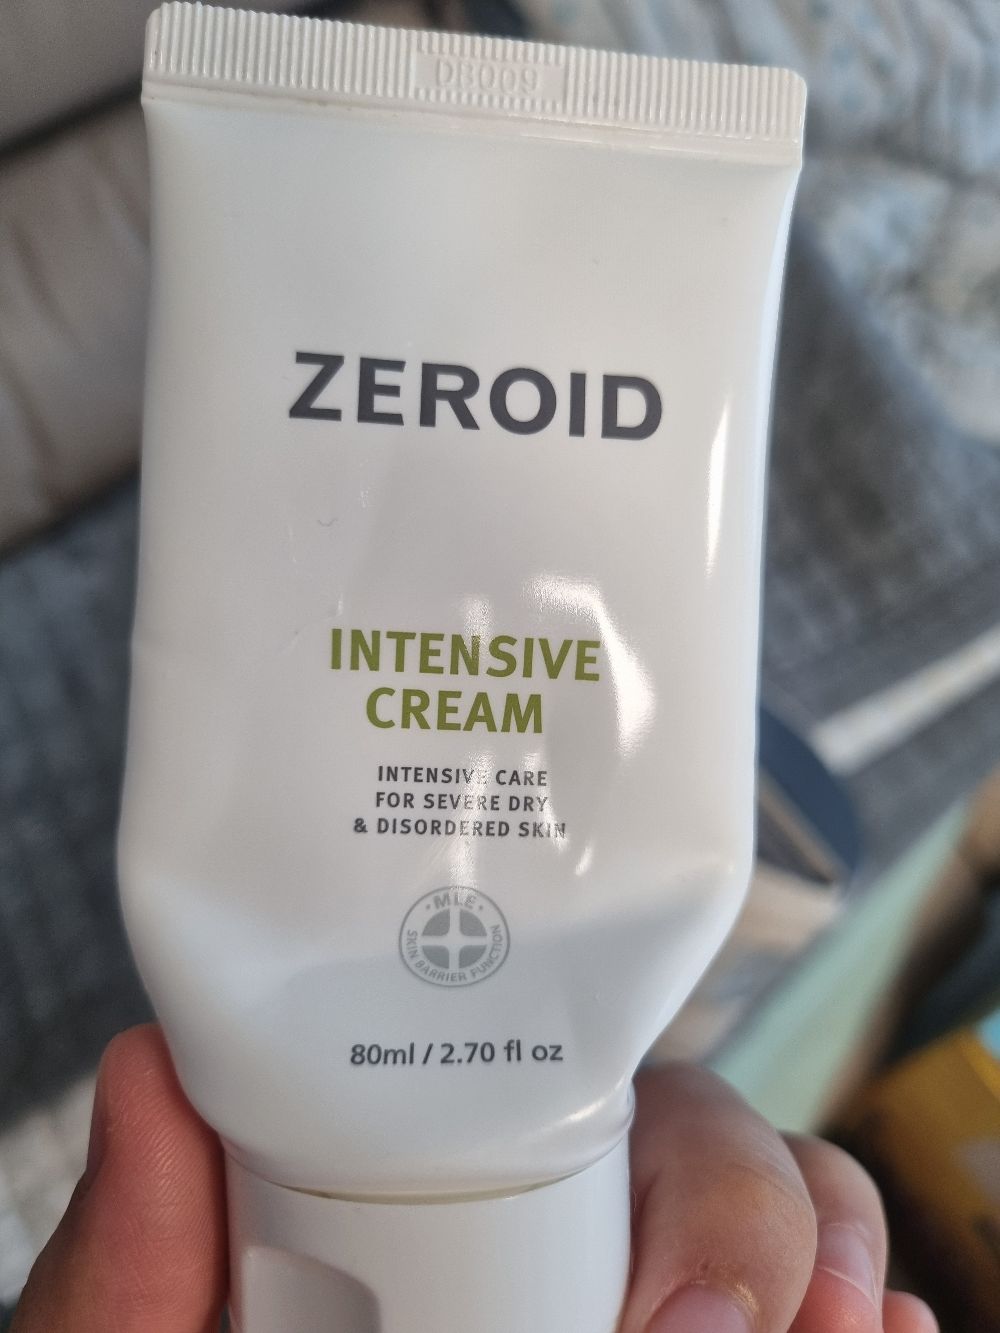 DB009
ZEROID
INTENSIVE
CREAM
INTENSIVE CARE
FOR SEVERE DRY
& DISORDERED SKIN
·MLE·
SKIN BARRIER FUNCTION
80ml / 2.70 fl oz